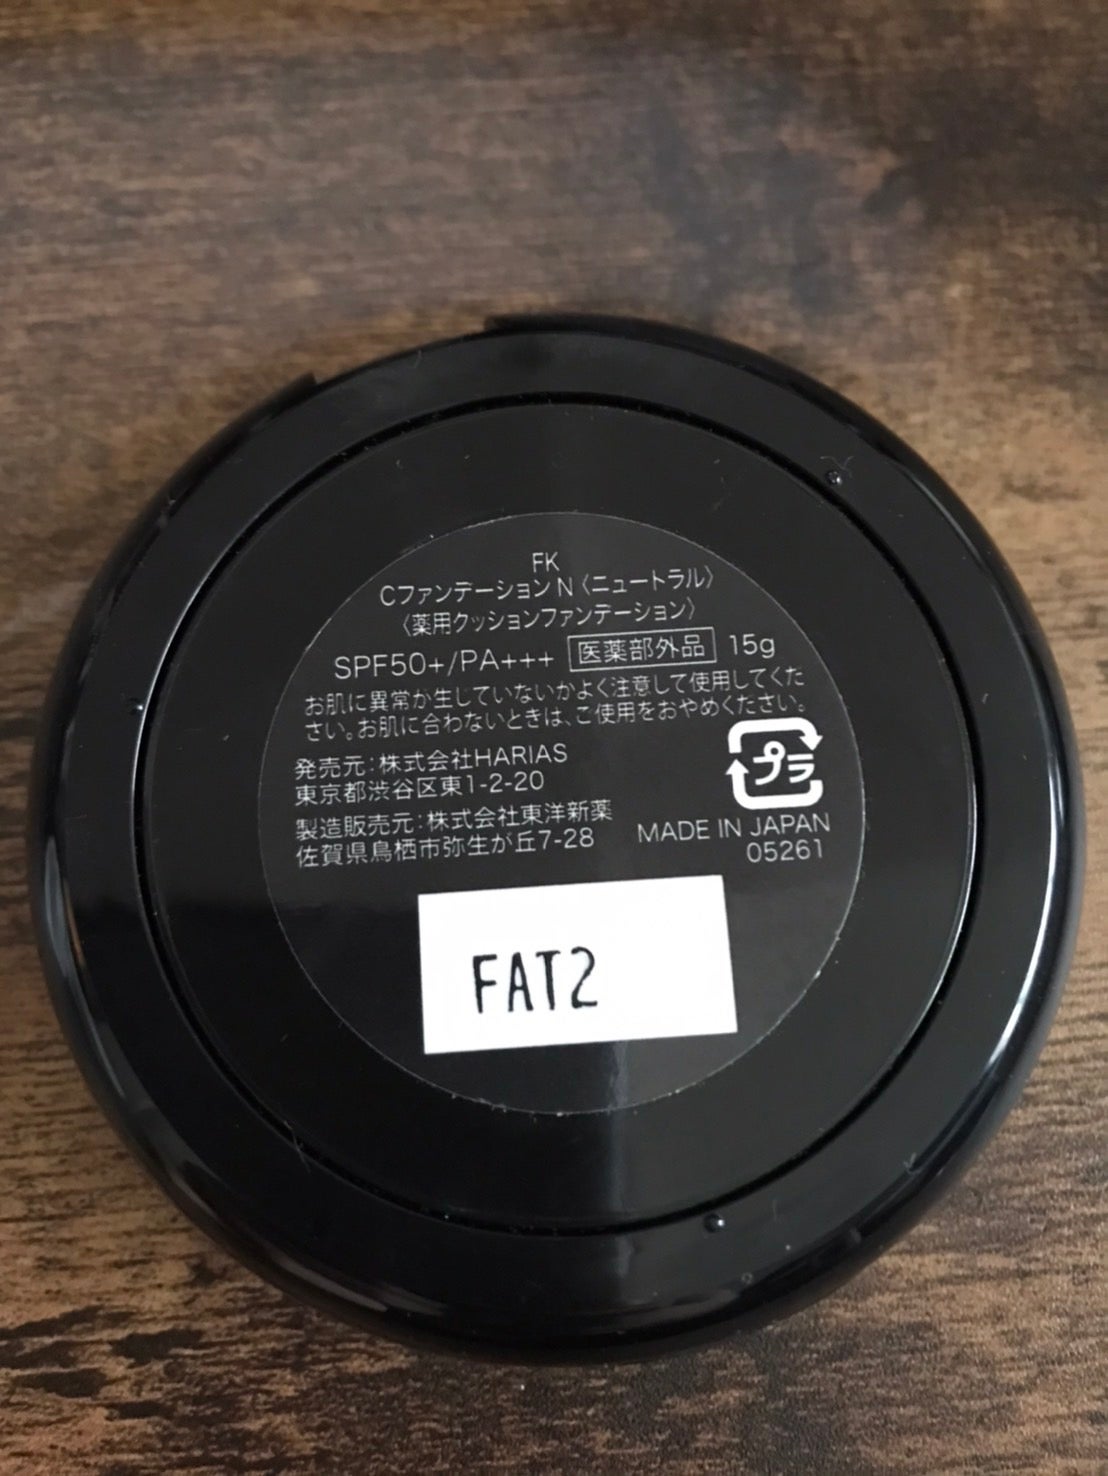 FK
CファンデーションN〈ニュートラル〉
〈薬用クッションファンデーション〉
SPF50+/PA+++ 医薬部外品 15g
お肌に異常が生じていないかよく注意して使用してくだ
さい。お肌に合わないときは、ご使用をおやめください。
発売元:株式会社HARIAS
東京都渋谷区東1-2-20
プラ
製造販売元:株式会社東洋新薬
佐賀県鳥栖市弥生が丘7-28
MADE IN JAPAN
05261
FAT2